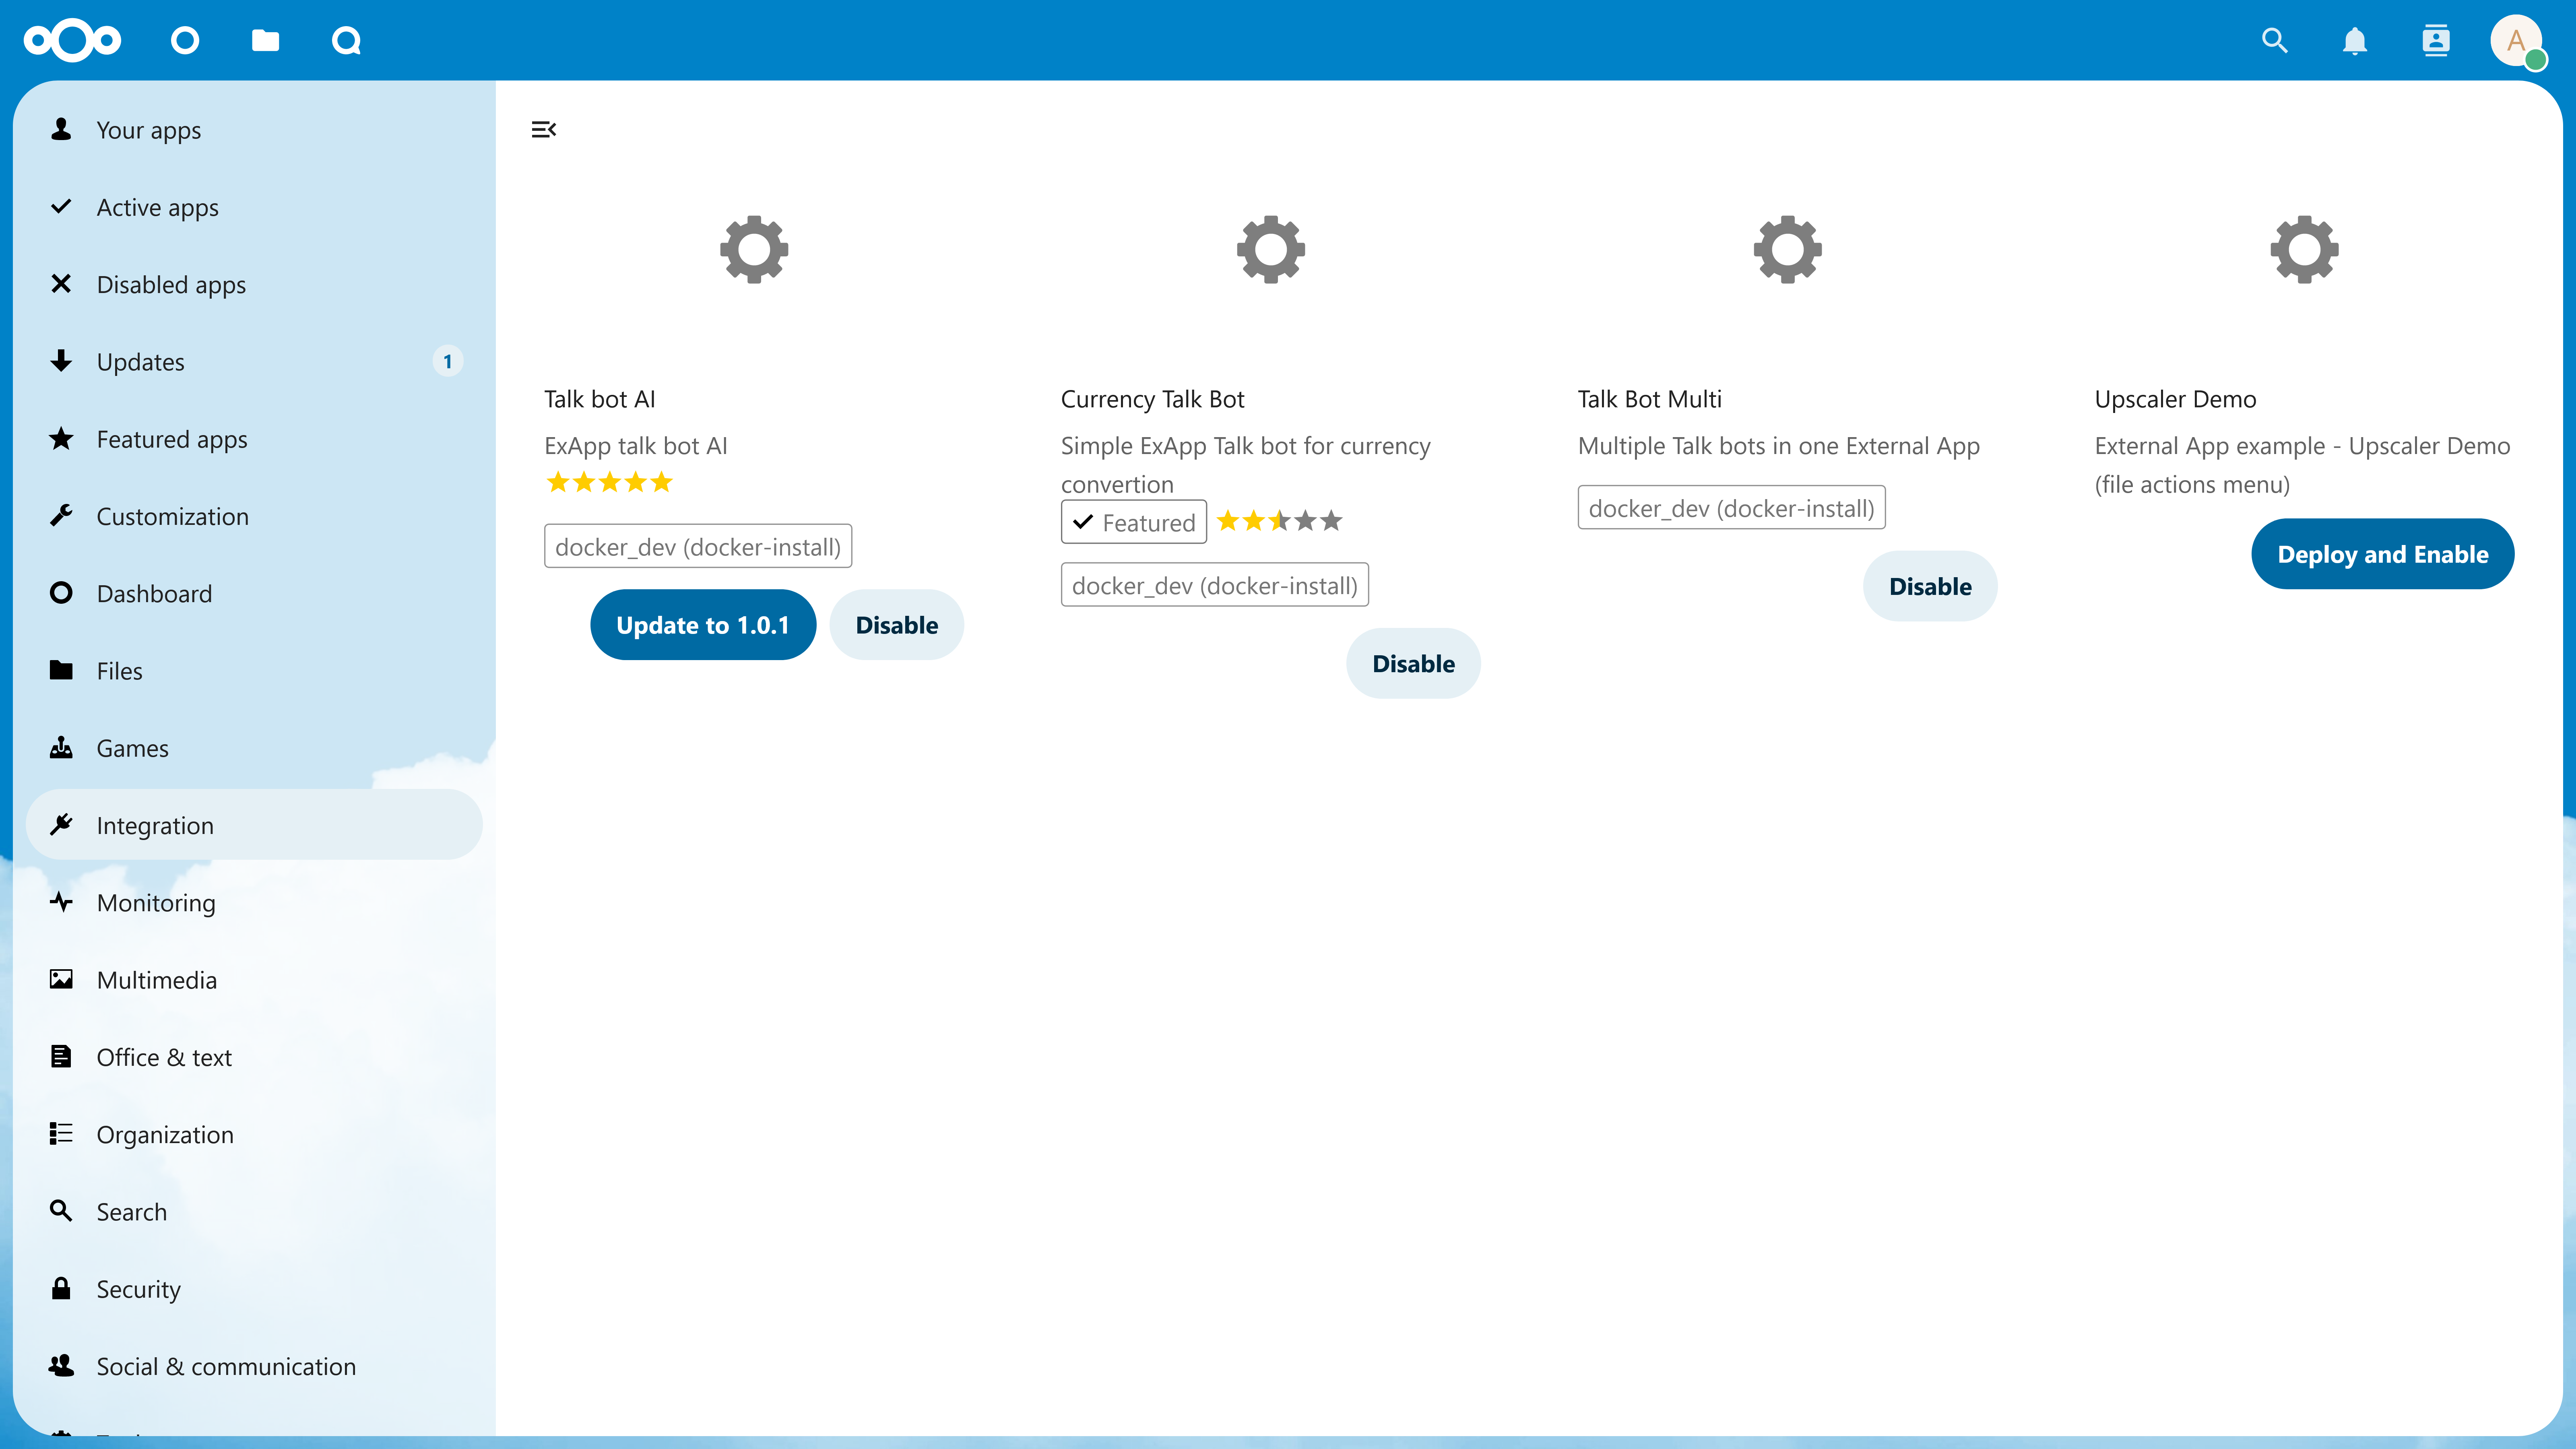 A
Your apps
Active apps
Disabled apps
Updates
1
Featured apps
Customization
Dashboard
Files
Games
Integration
Monitoring
Multimedia
Office & text
Organization
Search
Security
Social & communication
Talk bot AI
ExApp talk bot AI
docker_dev (docker-install)
Update to 1.0.1
Disable
Currency Talk Bot
Simple ExApp Talk bot for currency
convertion
Featured
docker_dev (docker-install)
Disable
Talk Bot Multi
Multiple Talk bots in one External App
docker_dev (docker-install)
Disable
Upscaler Demo
External App example - Upscaler Demo
(file actions menu)
Deploy and Enable